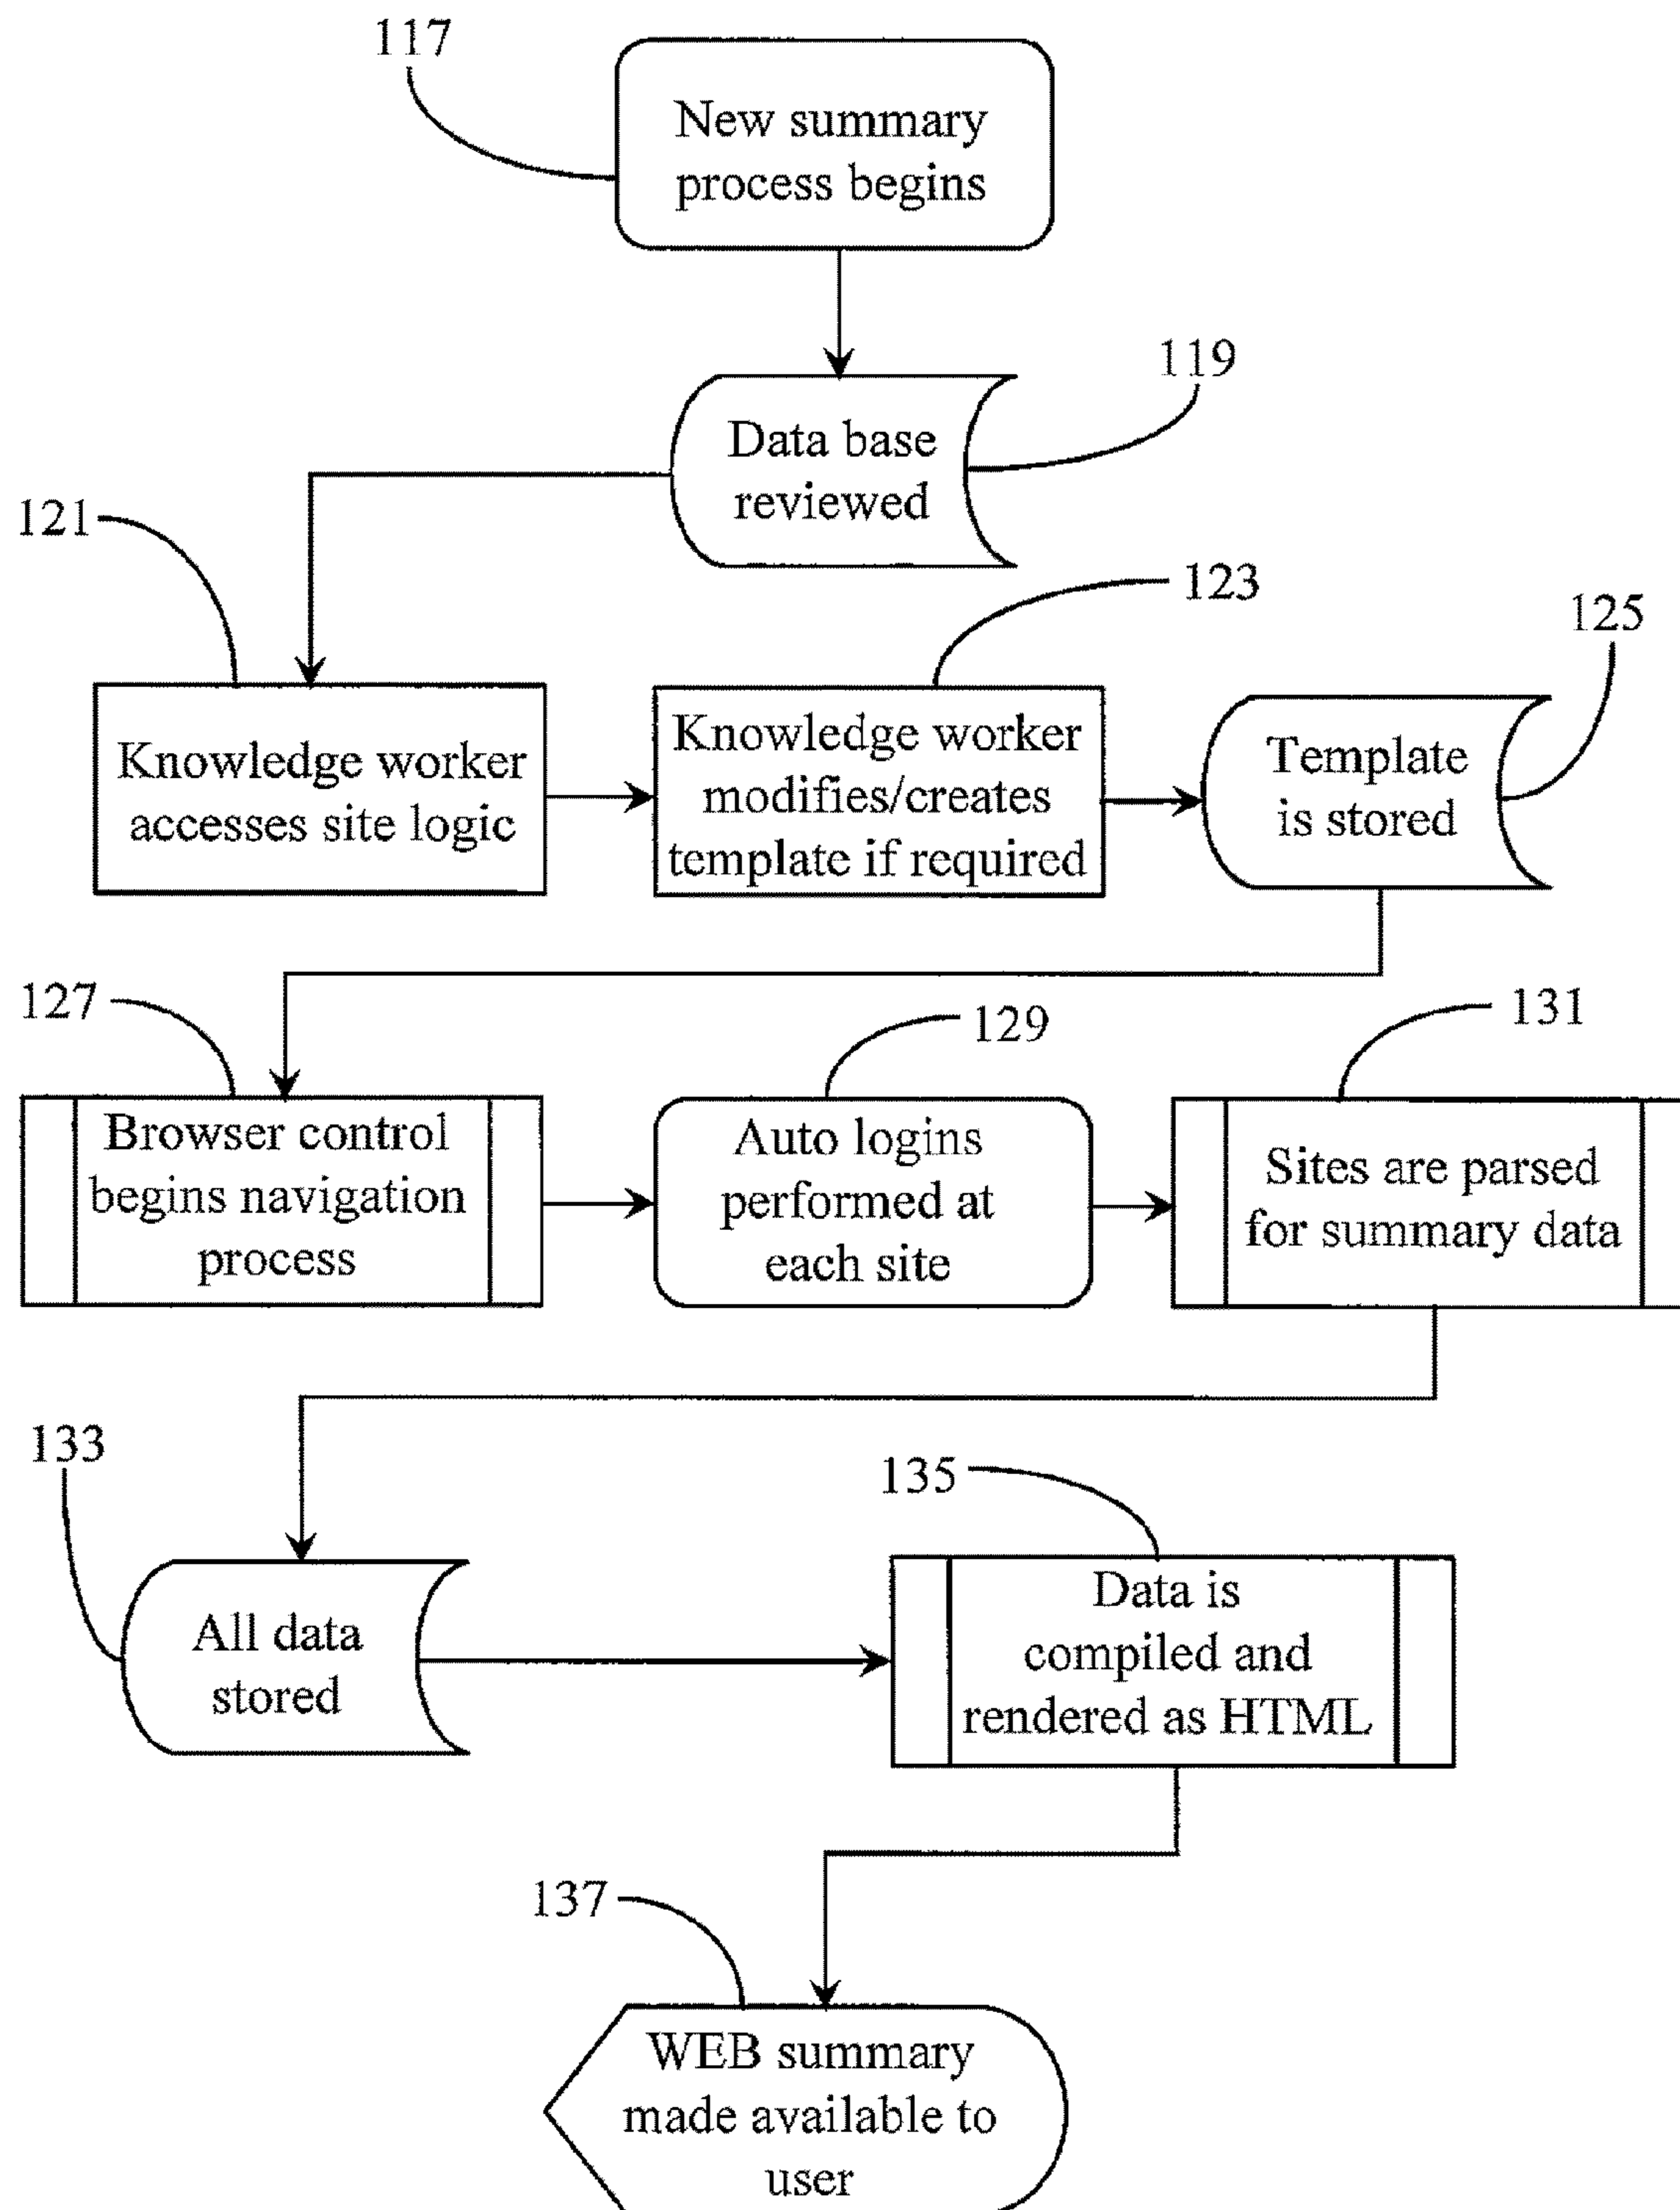 117
New summary
process begins
119
Data base
reviewed
121
123
125
Knowledge worker
accesses site logic
Knowledge worker
modifies/creates
template if required
Template
is stored
127
129
131
Browser control
begins navigation
process
Auto logins
performed at
each site
Sites are parsed
for summary data
133
135
All data
stored
Data is
compiled and
rendered as HTML
137
WEB summary
made available to
user